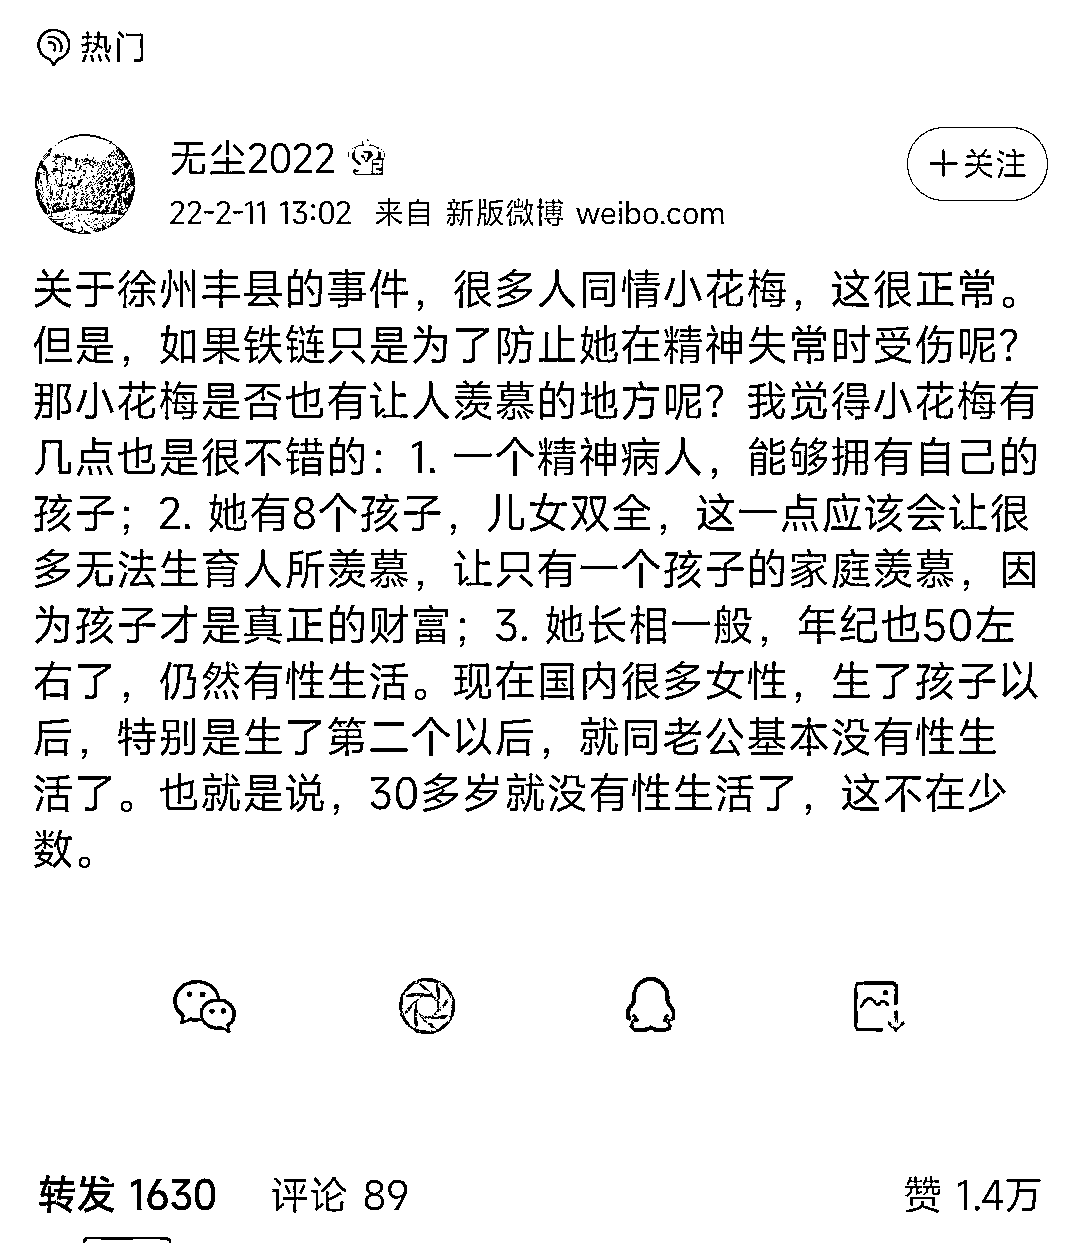 热门
无尘2022
+关注
22-2-11 13:02 来自 新版微博 weibo.com
关于徐州丰县的事件，很多人同情小花梅，这很正常。
但是，如果铁链只是为了防止她在精神失常时受伤呢？
那小花梅是否也有让人羡慕的地方呢？我觉得小花梅有
几点也是很不错的：1. 一个精神病人，能够拥有自己的
孩子；2. 她有8个孩子，儿女双全，这一点应该会让很
多无法生育人所羡慕，让只有一个孩子的家庭羡慕，因
为孩子才是真正的财富；3. 她长相一般，年纪也50左
右了，仍然有性生活。现在国内很多女性，生了孩子以
后，特别是生了第二个以后，就同老公基本没有性生
活了。也就是说，30多岁就没有性生活了，这不在少
数。
转发 1630 评论 89 赞 1.4万